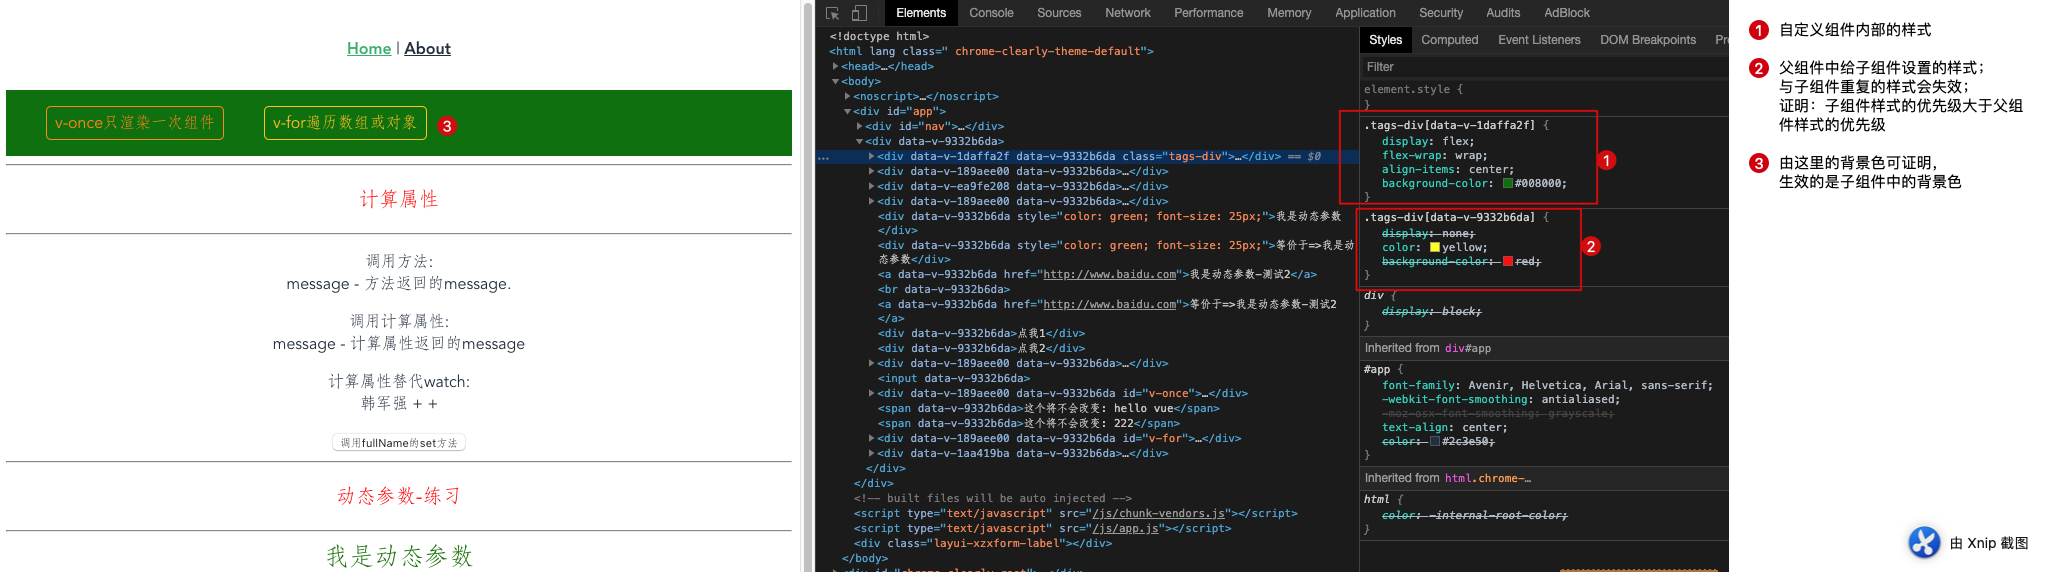 Home | About
v-once只渲染一次组件
v-for遍历数组或对象
3
计算属性
调用方法:
message - 方法返回的message.
调用计算属性:
message - 计算属性返回的message
计算属性替代watch:
韩军强 + +
调用fullName的set方法
动态参数-练习
我是动态参数
Elements Console Sources Network Performance Memory Application Security Audits AdBlock
<!doctype html>
<html lang class=" chrome-clearly-theme-default">
<head>…</head>
<body>
<noscript>…</noscript>
<div id="app">
<div id="nav">…</div>
<div data-v-9332b6da>
… <div data-v-1daffa2f data-v-9332b6da class="tags-div">…</div> == $0
<div data-v-189aee00 data-v-9332b6da>…</div>
<div data-v-ea9fe208 data-v-9332b6da>…</div>
<div data-v-189aee00 data-v-9332b6da>…</div>
<div data-v-9332b6da style="color: green; font-size: 25px;">我是动态参数
</div>
<div data-v-9332b6da style="color: green; font-size: 25px;">等价于=>我是动
态参数</div>
<a data-v-9332b6da href="http://www.baidu.com">我是动态参数-测试2</a>
<br data-v-9332b6da>
<a data-v-9332b6da href="http://www.baidu.com">等价于=>我是动态参数-测试2
</a>
<div data-v-9332b6da>点我1</div>
<div data-v-9332b6da>点我2</div>
<div data-v-189aee00 data-v-9332b6da>…</div>
<input data-v-9332b6da>
<div data-v-189aee00 data-v-9332b6da id="v-once">…</div>
<span data-v-9332b6da>这个将不会改变: hello vue</span>
<span data-v-9332b6da>这个将不会改变: 222</span>
<div data-v-189aee00 data-v-9332b6da id="v-for">…</div>
<div data-v-1aa419ba data-v-9332b6da>…</div>
</div>
</div>
<!-- built files will be auto injected -->
<script type="text/javascript" src="/js/chunk-vendors.js"></script>
<script type="text/javascript" src="/js/app.js"></script>
<div class="layui-xzxform-label"></div>
</body>
Styles Computed Event Listeners DOM Breakpoints Pr
Filter
element.style {
}
.tags-div[data-v-1daffa2f] {
display: flex;
flex-wrap: wrap;
align-items: center;
background-color: #008000;
}
1
.tags-div[data-v-9332b6da] {
display: none;
color: yellow;
background-color: red;
}
2
div {
display: block;
}
Inherited from div#app
#app {
font-family: Avenir, Helvetica, Arial, sans-serif;
-webkit-font-smoothing: antialiased;
-moz-osx-font-smoothing: grayscale;
text-align: center;
color: #2c3e50;
}
Inherited from html.chrome-…
html {
color: -internal-root-color;
}
1 自定义组件内部的样式
2 父组件中给子组件设置的样式；
与子组件重复的样式会失效；
证明：子组件样式的优先级大于父组
件样式的优先级
3 由这里的背景色可证明，
生效的是子组件中的背景色
由 Xnip 截图